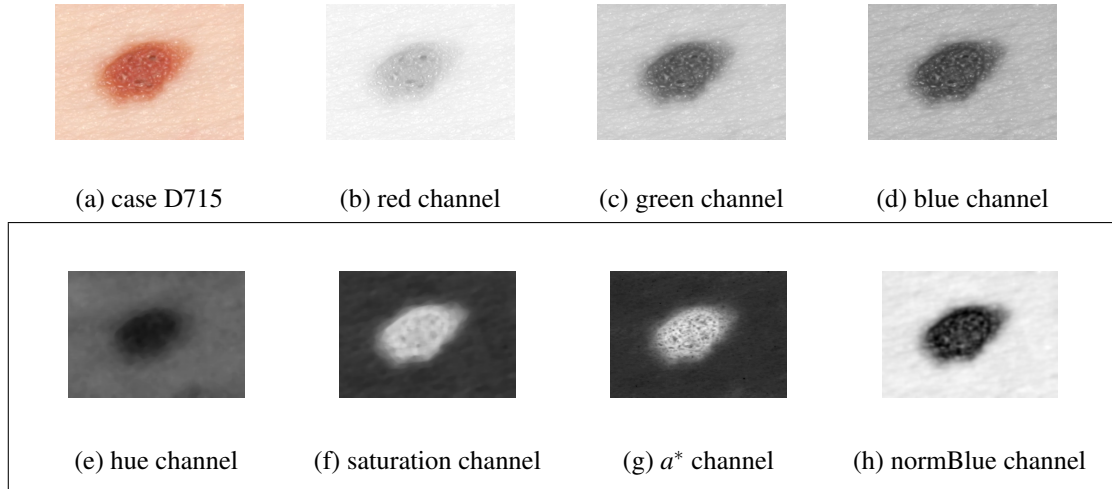 (a) case D715 (b) red channel (c) green channel (d) blue channel
(e) hue channel (f) saturation channel (g) a* channel (h) normBlue channel